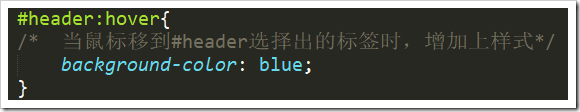 #header:hover{
/*  当鼠标移到#header选择出的标签时，增加上样式*/
    background-color: blue;
}